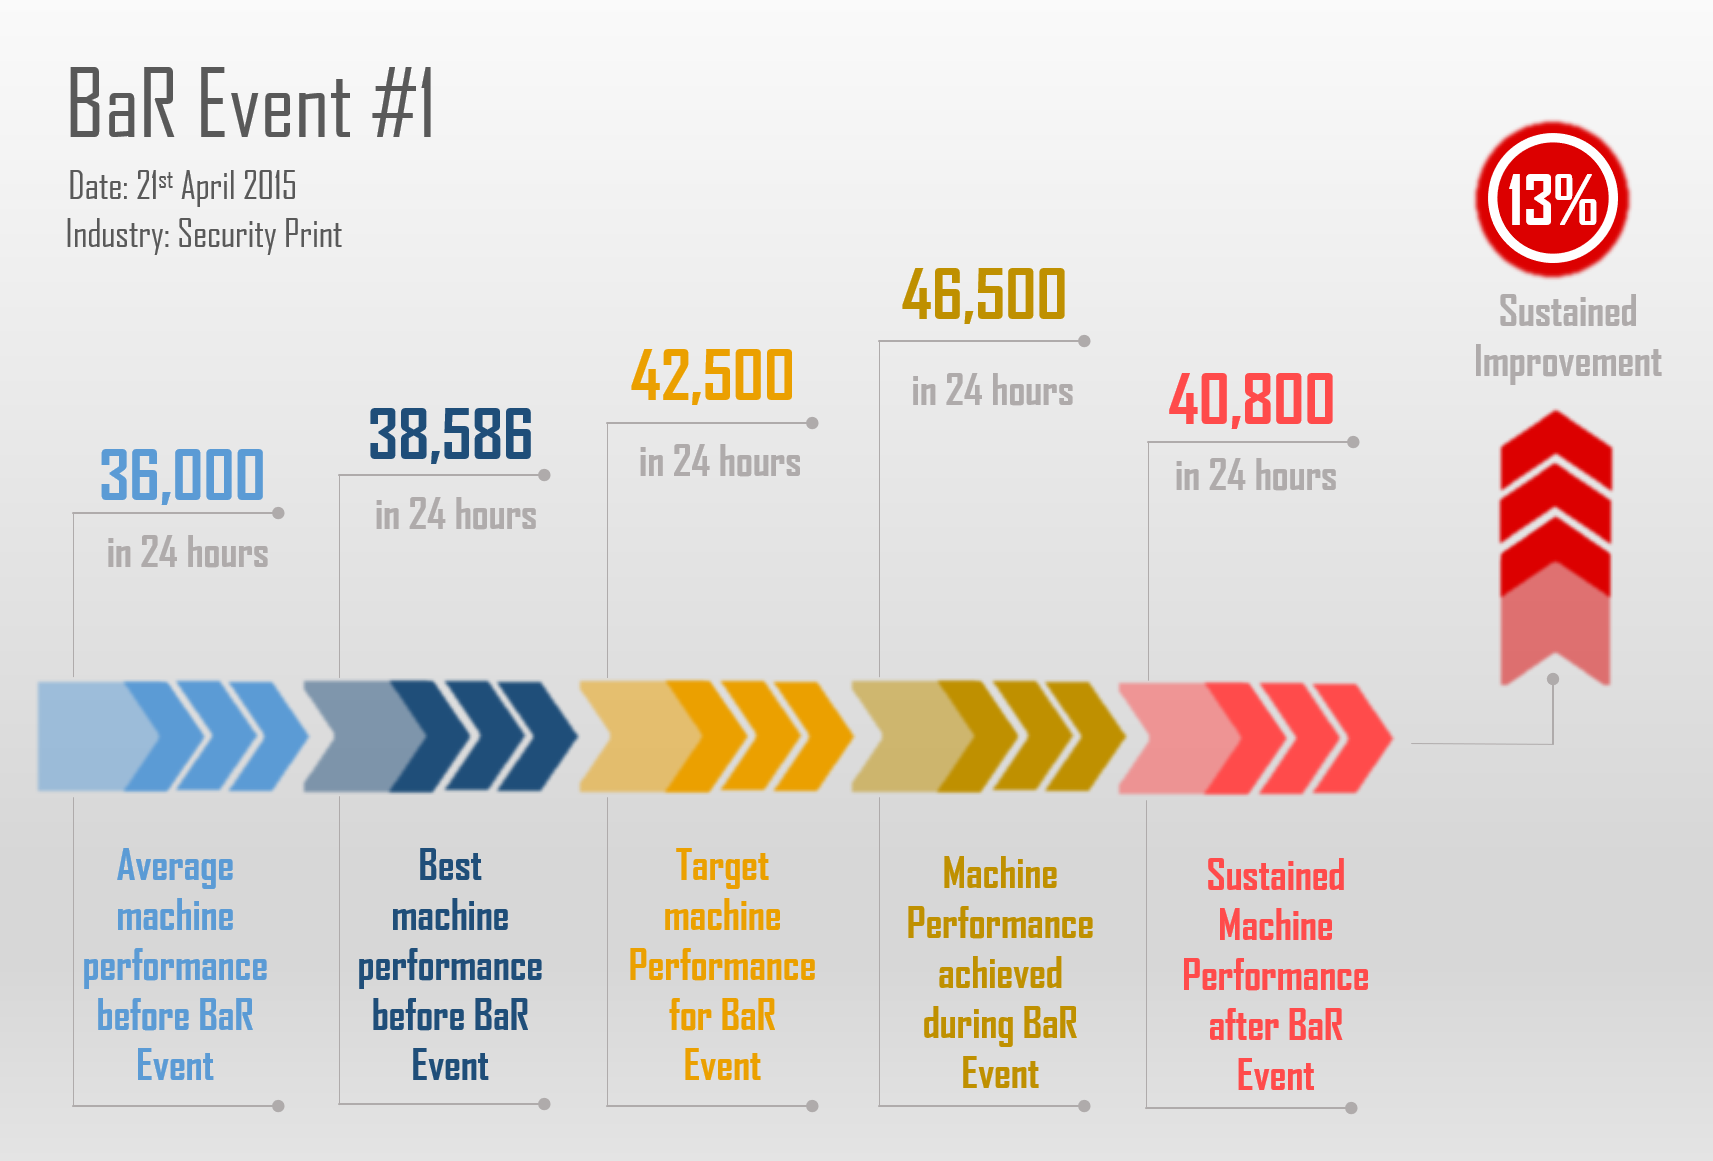 BaR Event #1
Date: 21st April 2015
Industry: Security Print
13%
Sustained
Improvement
36,000
in 24 hours
38,586
in 24 hours
42,500
in 24 hours
46,500
in 24 hours
40,800
in 24 hours
Average
machine
performance
before BaR
Event
Best
machine
performance
before BaR
Event
Target
machine
Performance
for BaR
Event
Machine
Performance
achieved
during BaR
Event
Sustained
Machine
Performance
after BaR
Event